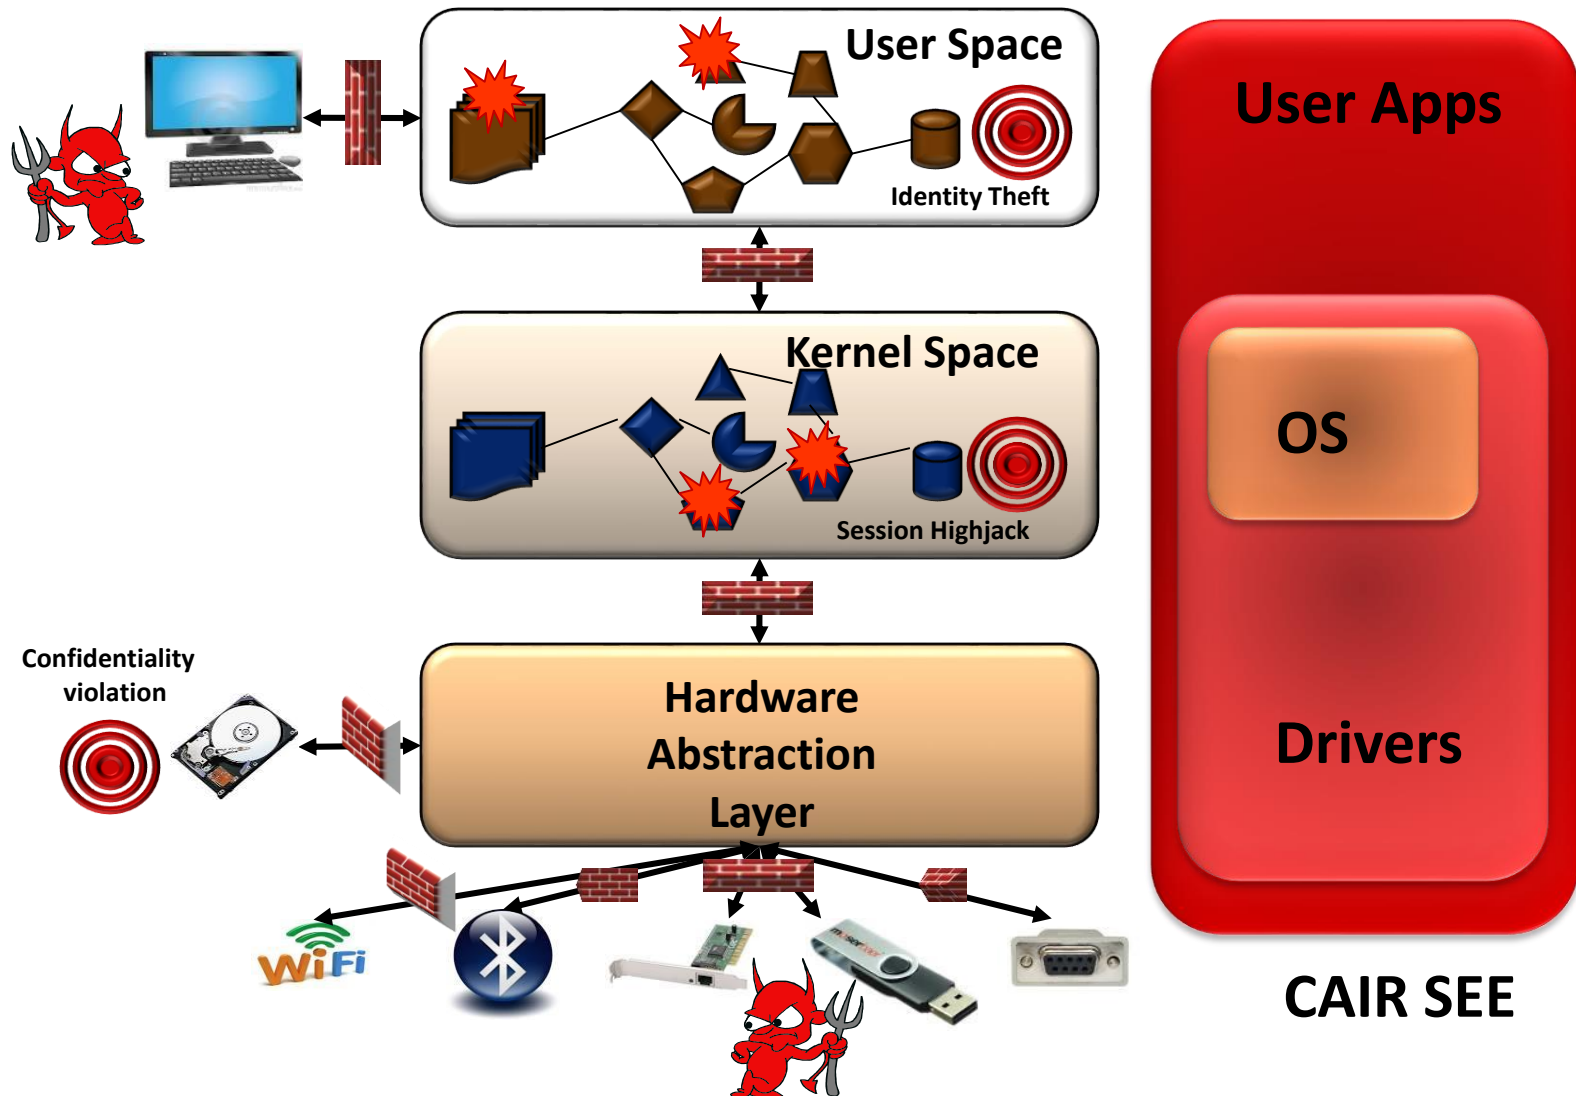 User Space
Identity Theft
User Apps
Kernel Space
Session Highjack
OS
Confidentiality
violation
Hardware
Abstraction
Layer
Drivers
WiFi
CAIR SEE